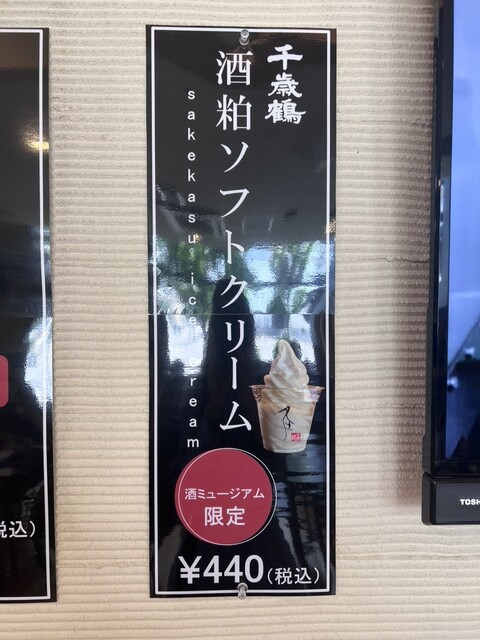 千歳鶴
酒粕ソフトクリーム
sakekasu ice cream
酒ミュージアム
限定
¥440(税込)
税込)